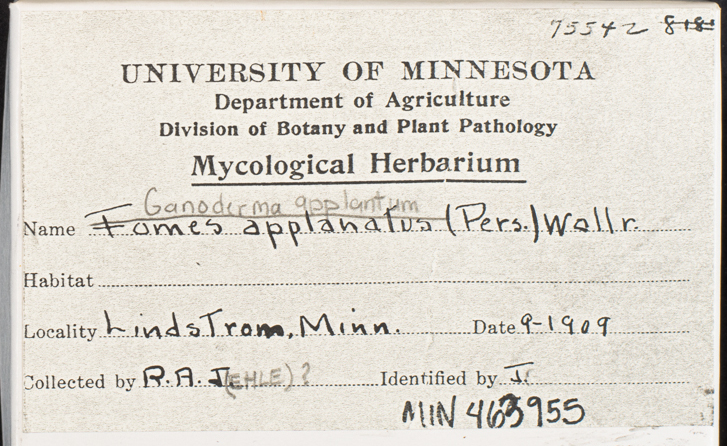 75542 8181
UNIVERSITY OF MINNESOTA
Department of Agriculture
Division of Botany and Plant Pathology
Mycological Herbarium
Ganoderma applantum
Name Fomes applanatus (Pers.) Wallr.
Habitat
Locality Lindstrom, Minn. Date 9-1909
Collected by R.A.J(EHLE)? Identified by J.
MIN 463955